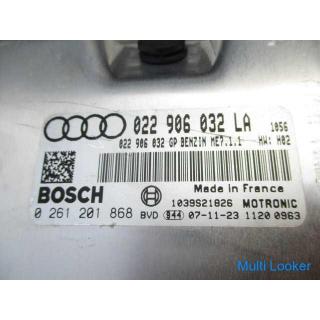 022 906 032 LA 1056
022 906 032 GP BENZIN ME7.1.1 HW: H02
Made in France
BOSCH
1039S21826 MOTRONIC
0 261 201 868 BVD 944 07-11-23 1120 0963
Multi Looker